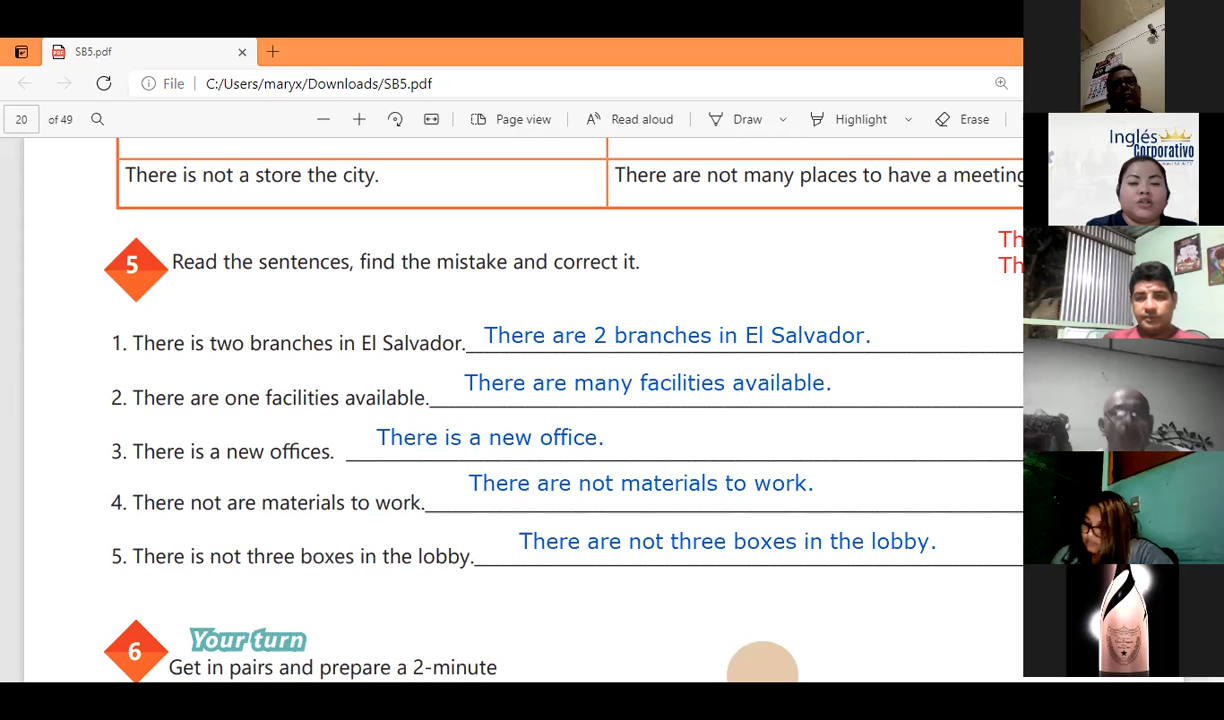 SB5.pdf
File C:/Users/maryx/Downloads/SB5.pdf
20 of 49 Page view Read aloud Draw Highlight Erase
There is not a store the city. There are not many places to have a meeting
5 Read the sentences, find the mistake and correct it.
Th
Th
1. There is two branches in El Salvador. There are 2 branches in El Salvador.
2. There are one facilities available. There are many facilities available.
3. There is a new offices. There is a new office.
4. There not are materials to work. There are not materials to work.
5. There is not three boxes in the lobby. There are not three boxes in the lobby.
6 Your turn
Get in pairs and prepare a 2-minute
Inglés
Corporativo